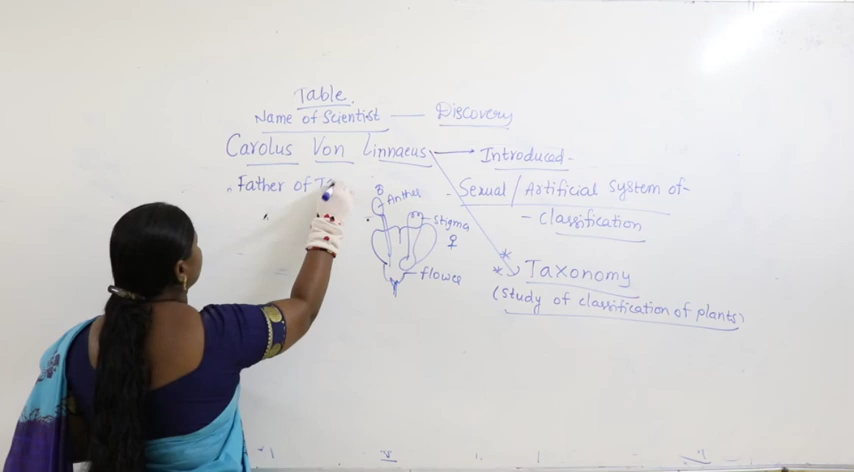 Table.
Name of Scientist — Discovery
Carolus Von Linnaeus → Introduced -
"Father of
- Sexual / Artificial System of -
- Classification
Anther
Stigma
♀
flower
* * Taxonomy
(Study of classification of plants)